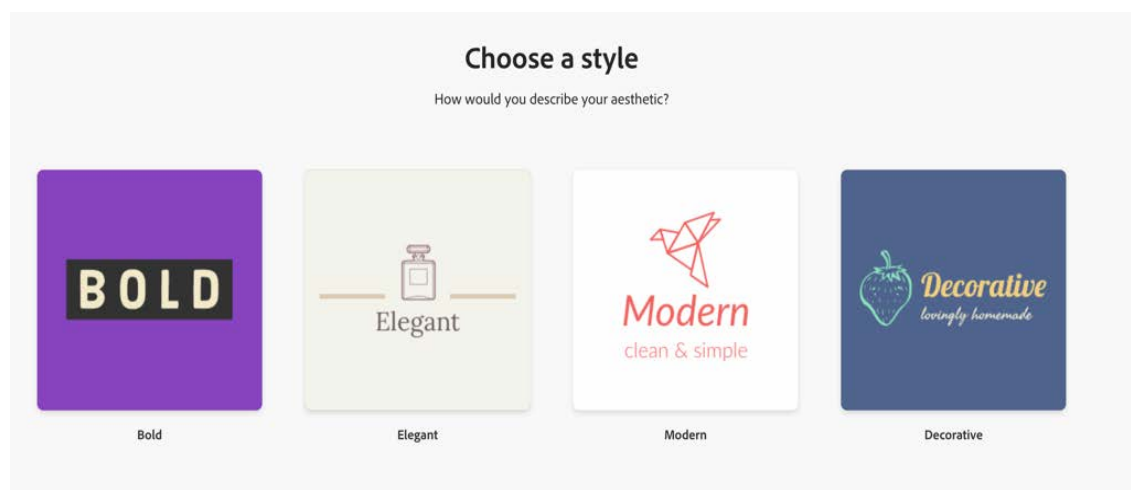 Choose a style
How would you describe your aesthetic?
BOLD
Elegant
Modern
clean & simple
Decorative
lovingly homemade
Bold
Elegant
Modern
Decorative